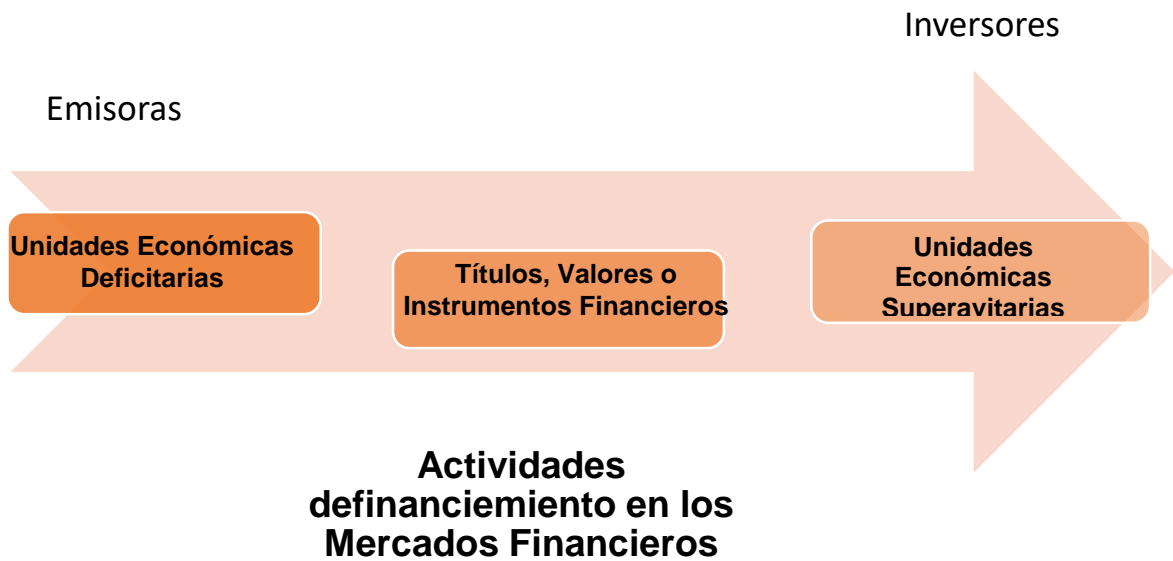 Inversores
Emisoras
Unidades Económicas
Deficitarias
Títulos, Valores o
Instrumentos Financieros
Unidades
Económicas
Superavitarias
Actividades
definanciemiento en los
Mercados Financieros